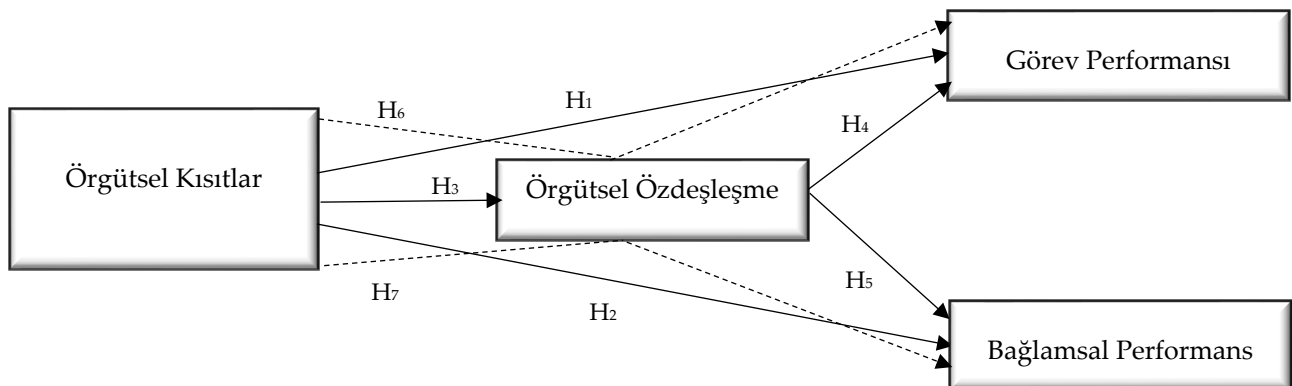 Görev Performansı
H₆
H₁
H₄
Örgütsel Kısıtlar
H₃
Örgütsel Özdeşleşme
H₇
H₂
H₅
Bağlamsal Performans